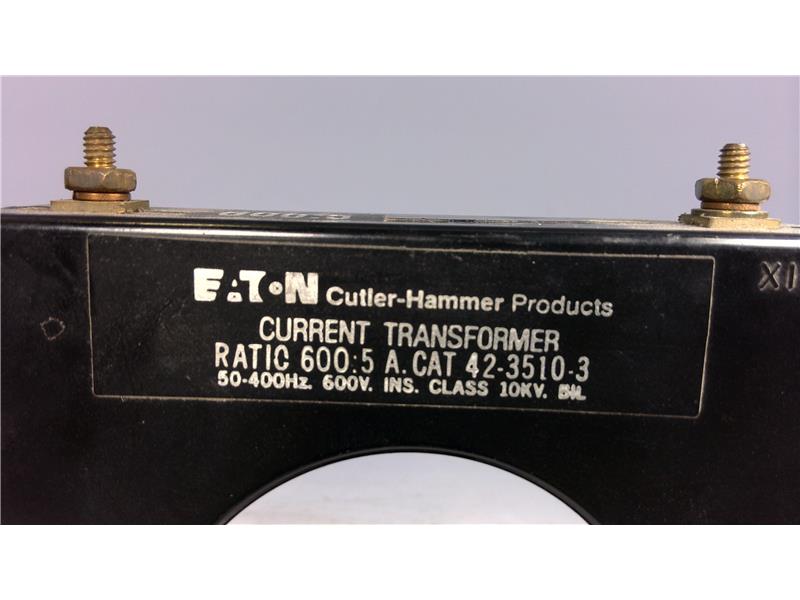 EATON Cutler-Hammer Products
CURRENT TRANSFORMER
RATIO 600:5 A. CAT 42-3510-3
50-400Hz. 600V. INS. CLASS 10KV. BIL
X1